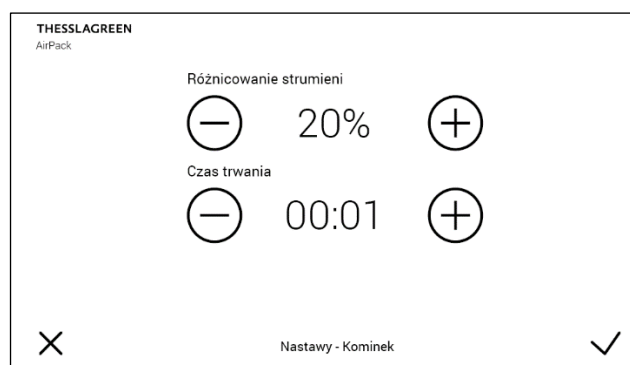 THESSLAGREEN
AirPack
Różnicowanie strumieni
20%
Czas trwania
00:01
Nastawy - Kominek